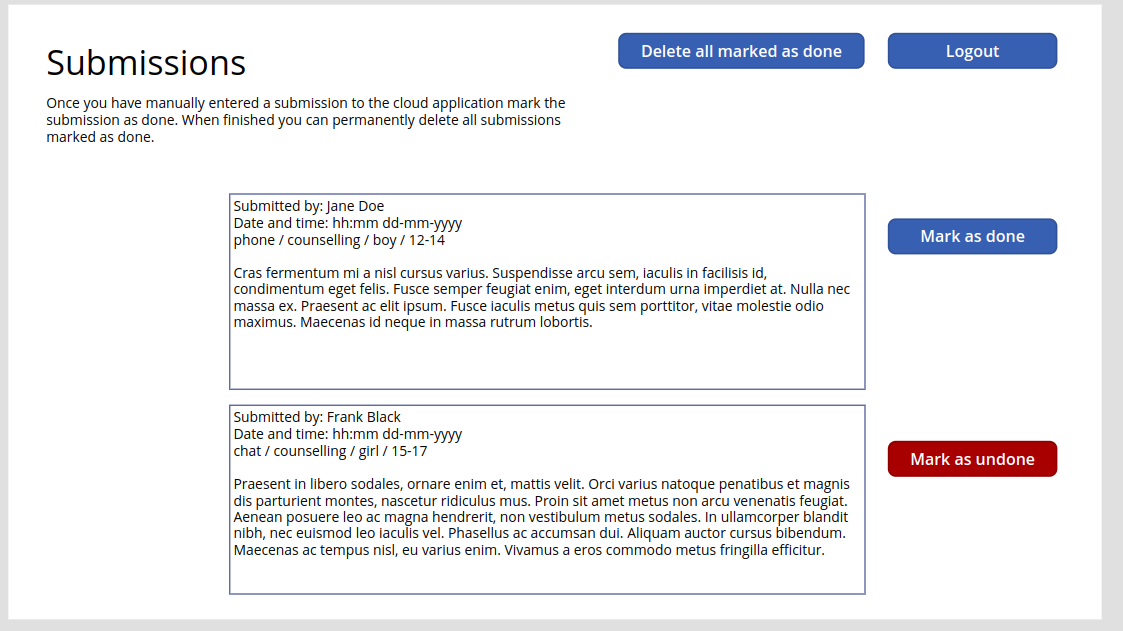 Submissions
Delete all marked as done
Logout
Once you have manually entered a submission to the cloud application mark the
submission as done. When finished you can permanently delete all submissions
marked as done.
Submitted by: Jane Doe
Date and time: hh:mm dd-mm-yyyy
phone / counselling / boy / 12-14
Cras fermentum mi a nisl cursus varius. Suspendisse arcu sem, iaculis in facilisis id,
condimentum eget felis. Fusce semper feugiat enim, eget interdum urna imperdiet at. Nulla nec
massa ex. Praesent ac elit ipsum. Fusce iaculis metus quis sem porttitor, vitae molestie odio
maximus. Maecenas id neque in massa rutrum lobortis.
Mark as done
Submitted by: Frank Black
Date and time: hh:mm dd-mm-yyyy
chat / counselling / girl / 15-17
Praesent in libero sodales, ornare enim et, mattis velit. Orci varius natoque penatibus et magnis
dis parturient montes, nascetur ridiculus mus. Proin sit amet metus non arcu venenatis feugiat.
Aenean posuere leo ac magna hendrerit, non vestibulum metus sodales. In ullamcorper blandit
nibh, nec euismod leo iaculis vel. Phasellus ac accumsan dui. Aliquam auctor cursus bibendum.
Maecenas ac tempus nisl, eu varius enim. Vivamus a eros commodo metus fringilla efficitur.
Mark as undone